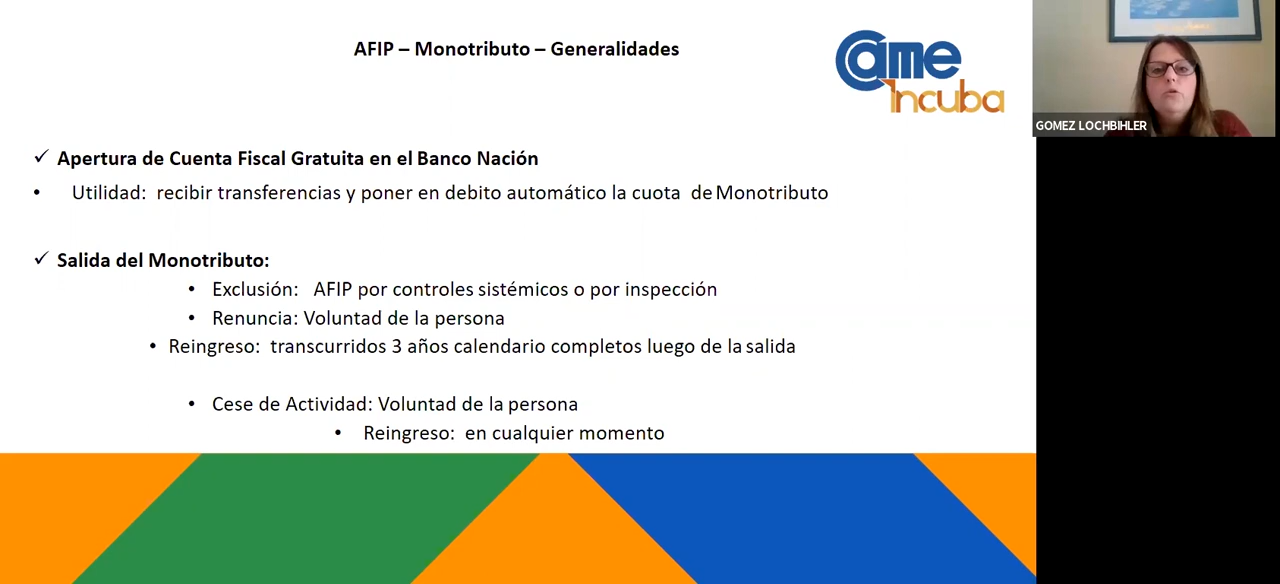 AFIP – Monotributo – Generalidades
came
incuba
GOMEZ LOCHBIHLER
✓ Apertura de Cuenta Fiscal Gratuita en el Banco Nación
• Utilidad: recibir transferencias y poner en debito automático la cuota de Monotributo
✓ Salida del Monotributo:
• Exclusión: AFIP por controles sistémicos o por inspección
• Renuncia: Voluntad de la persona
• Reingreso: transcurridos 3 años calendario completos luego de la salida
• Cese de Actividad: Voluntad de la persona
• Reingreso: en cualquier momento